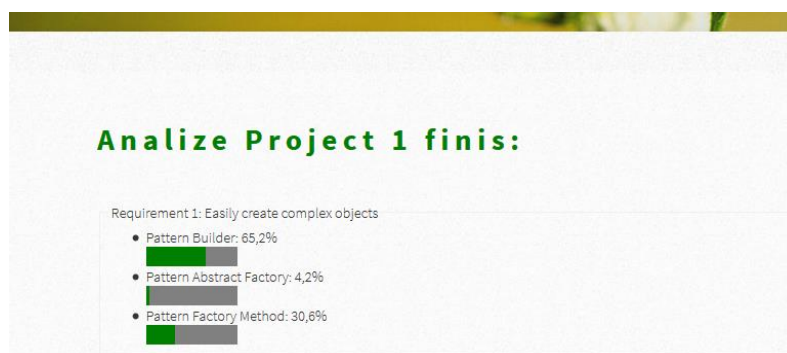 Analize Project 1 finis:
Requirement 1: Easily create complex objects
Pattern Builder: 65,2%
Pattern Abstract Factory: 4,2%
Pattern Factory Method: 30,6%